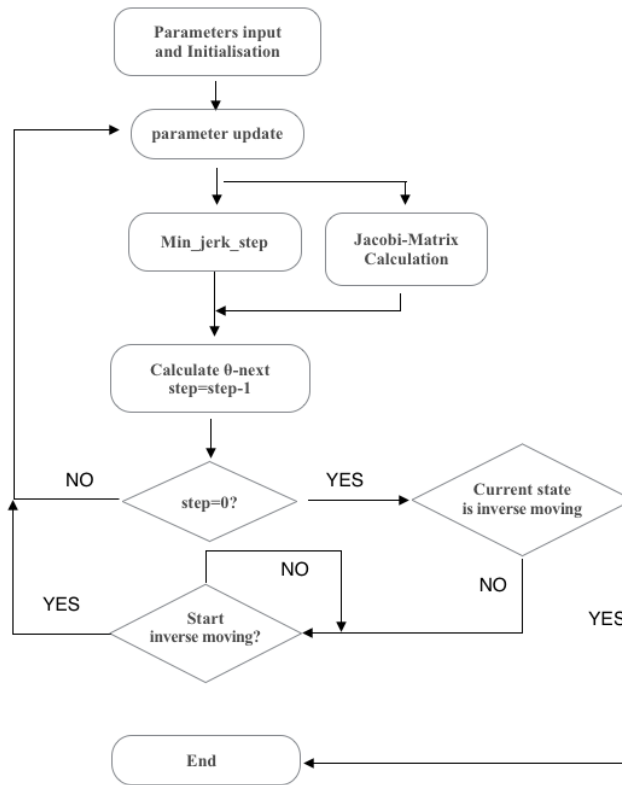 Parameters input
and Initialisation
parameter update
Min_jerk_step
Jacobi-Matrix
Calculation
Calculate θ-next
step=step-1
NO
step=0?
YES
Current state
is inverse moving
NO
NO
YES
Start
inverse moving?
YES
End